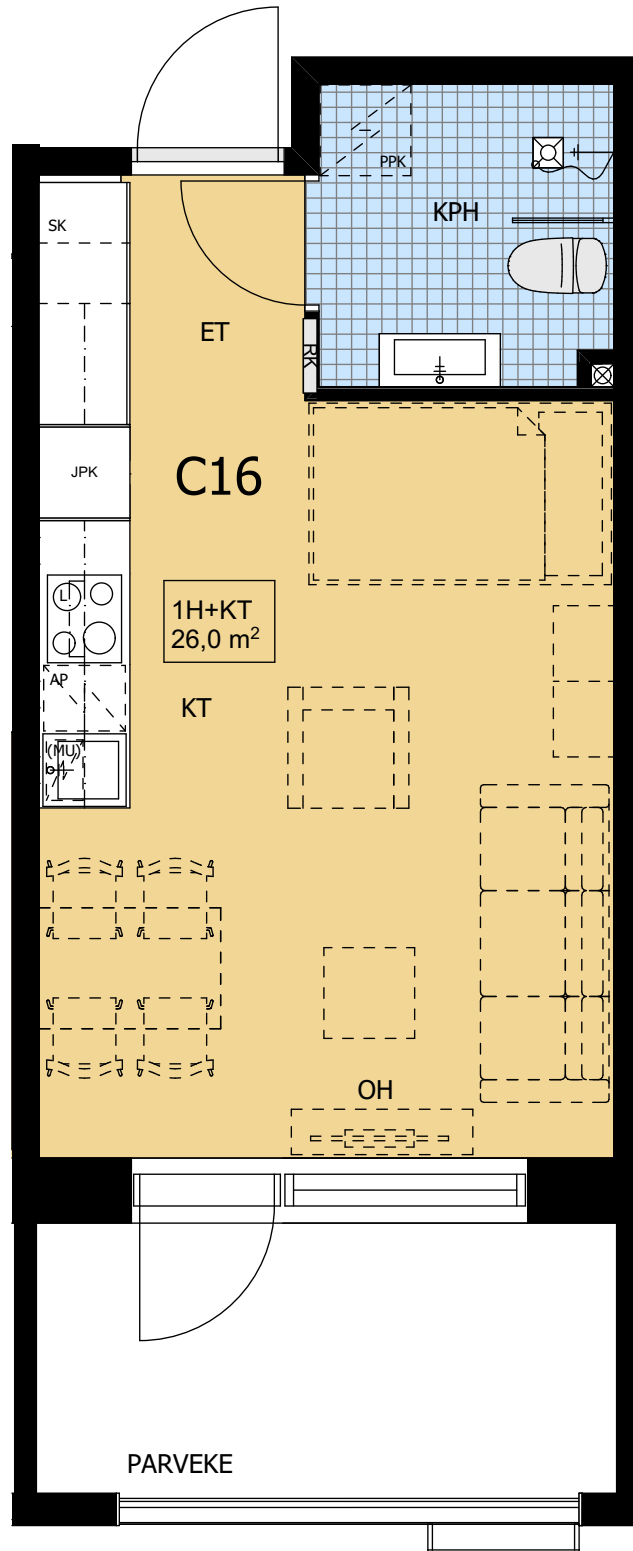 PPK
KPH
SK
ET
RK
JPK
C16
1H+KT
26,0 m²
L
AP
KT
(MU)
OH
PARVEKE